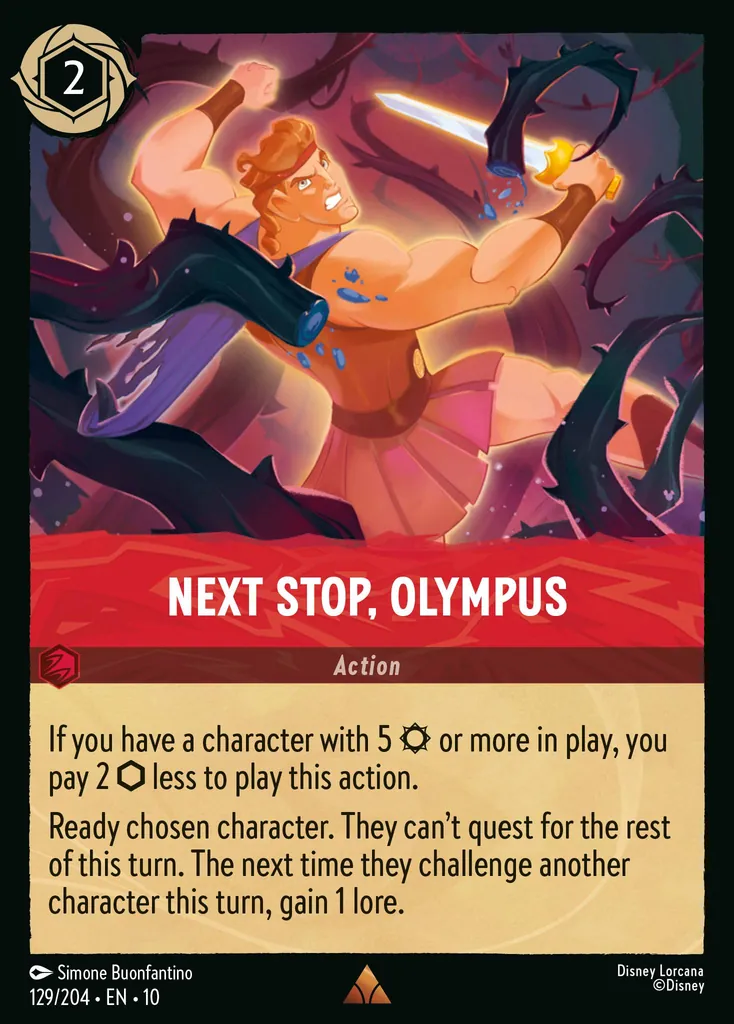 2
NEXT STOP, OLYMPUS
Action
If you have a character with 5 or more in play, you
pay 2 less to play this action.
Ready chosen character. They can't quest for the rest
of this turn. The next time they challenge another
character this turn, gain 1 lore.
Simone Buonfantino
Disney Lorcana
129/204 • EN • 10
©Disney